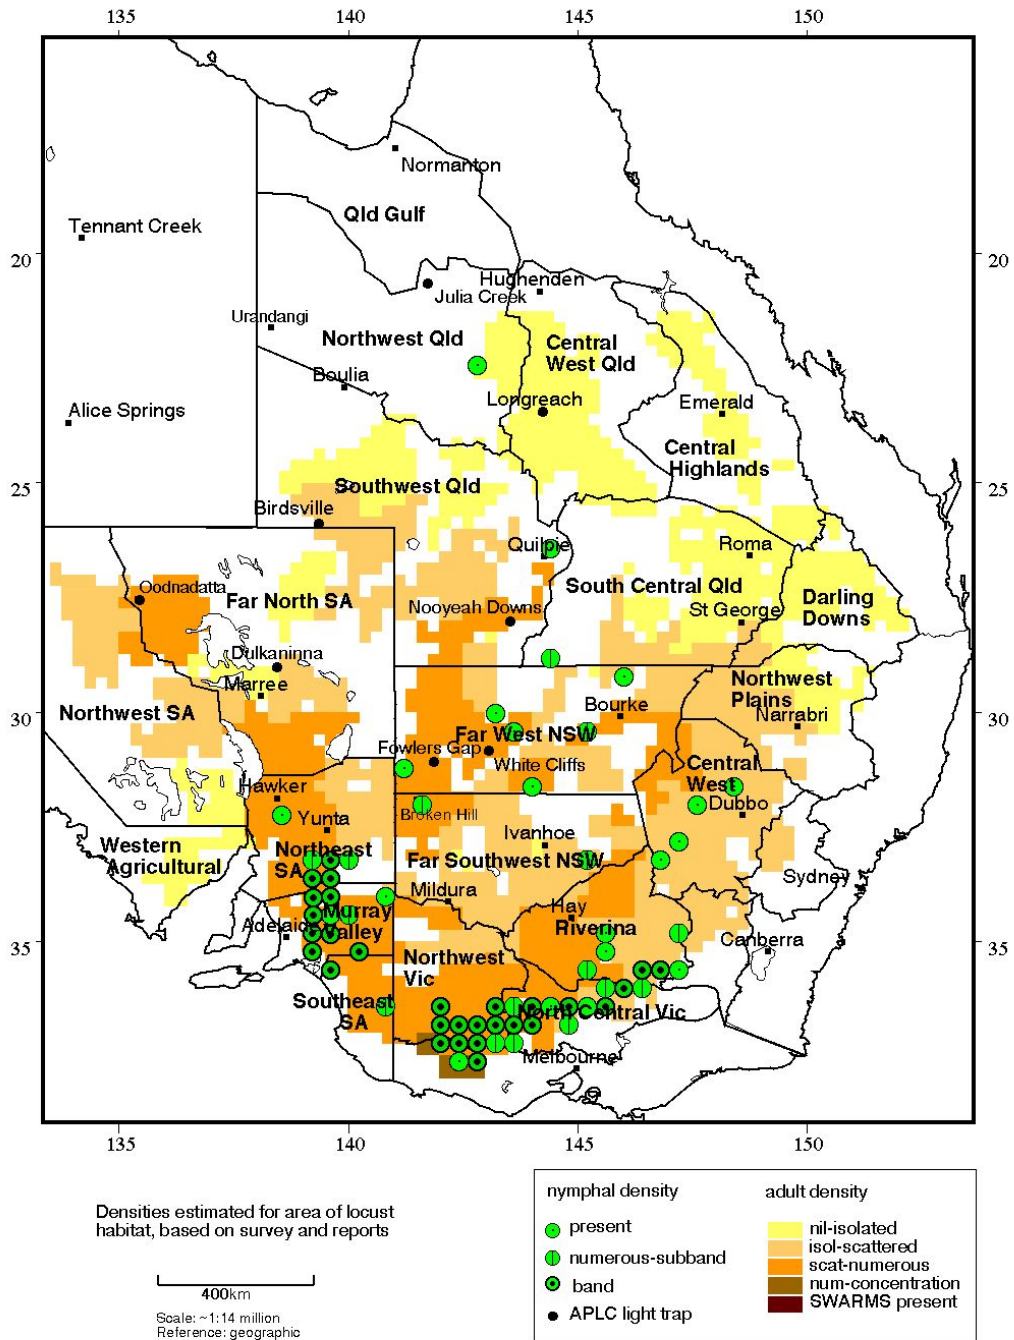 135 140 145 150
Normanton
Qld Gulf
Tennant Creek
20 20
Hughenden
Julia Creek
Urandangi
Northwest Qld
Central
West Qld
Boulia
Longreach
Emerald
Alice Springs
Central
Highlands
25 25
Southwest Qld
Birdsville
Quilpie
Roma
Oodnadatta
Far North SA
South Central Qld
Darling
Downs
Nooyeah Downs
St George
Dulkaninna
Marree
Northwest
Plains
Northwest SA
30 30
Bourke
Narrabri
Far West NSW
Fowlers Gap
White Cliffs
Central
West
Hawker
Dubbo
Yunta
Broken Hill
Ivanhoe
Western
Agricultural
Northeast
SA
Far Southwest NSW
Mildura
Sydney
Hay
Murray
Valley
Adelaide
Riverina
35 35
Canberra
Northwest
Vic
Southeast
SA
North Central Vic
Melbourne
135 140 145 150
Densities estimated for area of locust
habitat, based on survey and reports
400km
Scale: ~1:14 million
Reference: geographic
nymphal density
present
numerous-subband
band
APLC light trap
adult density
nil-isolated
isol-scattered
scat-numerous
num-concentration
SWARMS present